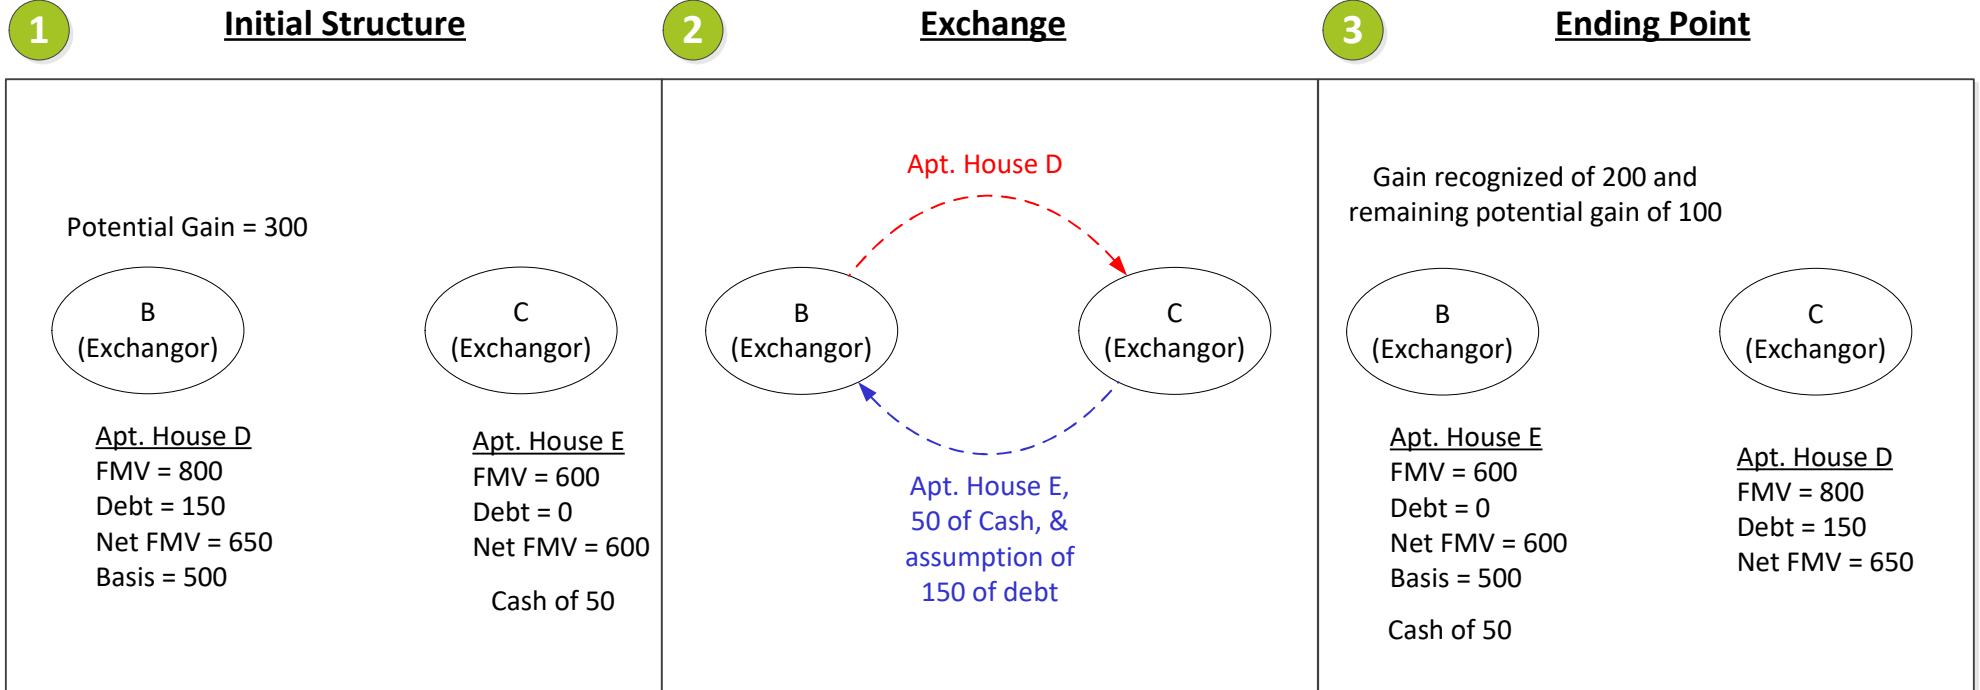 1
Initial Structure
Potential Gain = 300
B
(Exchangor)
C
(Exchangor)
Apt. House D
FMV = 800
Debt = 150
Net FMV = 650
Basis = 500
Apt. House E
FMV = 600
Debt = 0
Net FMV = 600
Cash of 50
2
Exchange
Apt. House D
B
(Exchangor)
C
(Exchangor)
Apt. House E,
50 of Cash, &
assumption of
150 of debt
3
Ending Point
Gain recognized of 200 and
remaining potential gain of 100
B
(Exchangor)
C
(Exchangor)
Apt. House E
FMV = 600
Debt = 0
Net FMV = 600
Basis = 500
Cash of 50
Apt. House D
FMV = 800
Debt = 150
Net FMV = 650